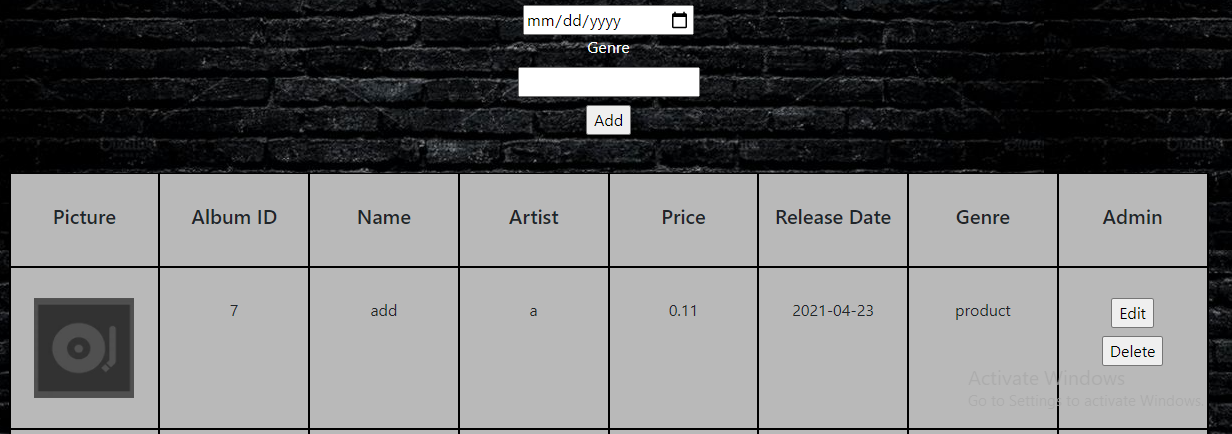 mm/dd/yyyy
Genre
Add
Picture Album ID Name Artist Price Release Date Genre Admin
7 add a 0.11 2021-04-23 product Edit
Delete
Activate Windows
Go to Settings to activate Windows.